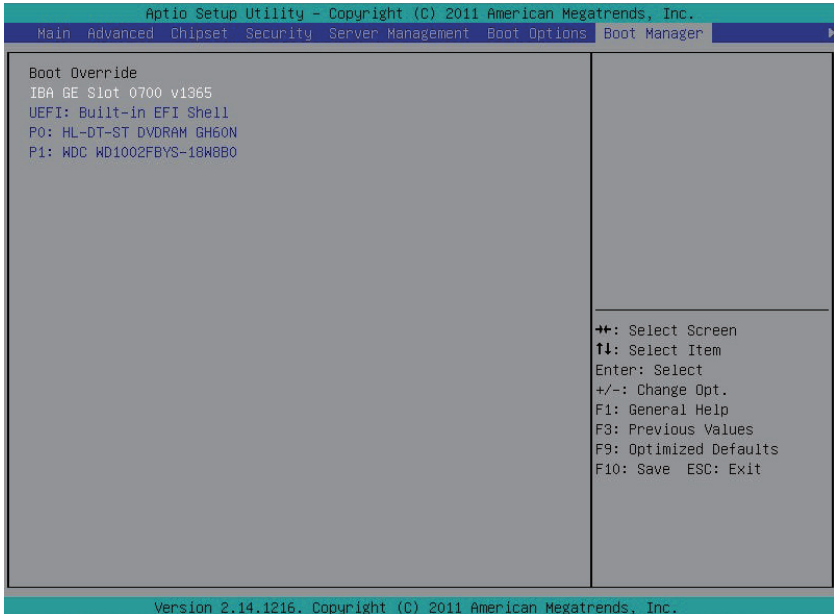 Aptio Setup Utility – Copyright (C) 2011 American Megatrends, Inc.
Main Advanced Chipset Security Server Management Boot Options Boot Manager
Boot Override
IBA GE Slot 0700 v1365
UEFI: Built-in EFI Shell
P0: HL-DT-ST DVDRAM GH60N
P1: WDC WD1002FBYS-18W8B0
→←: Select Screen
↑↓: Select Item
Enter: Select
+/-: Change Opt.
F1: General Help
F3: Previous Values
F9: Optimized Defaults
F10: Save ESC: Exit
Version 2.14.1216. Copyright (C) 2011 American Megatrends, Inc.